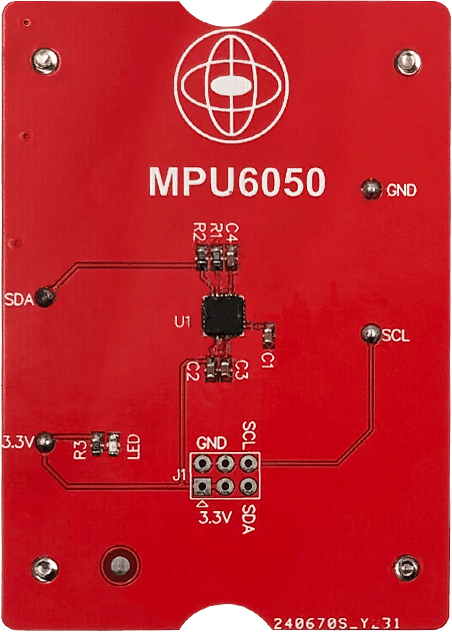 MPU6050
GND
R2
R1
C4
SDA
U1
C1
SCL
C2
C3
3.3V
R3
LED
GND
SCL
J1
3.3V
SDA
240670S_Y_31